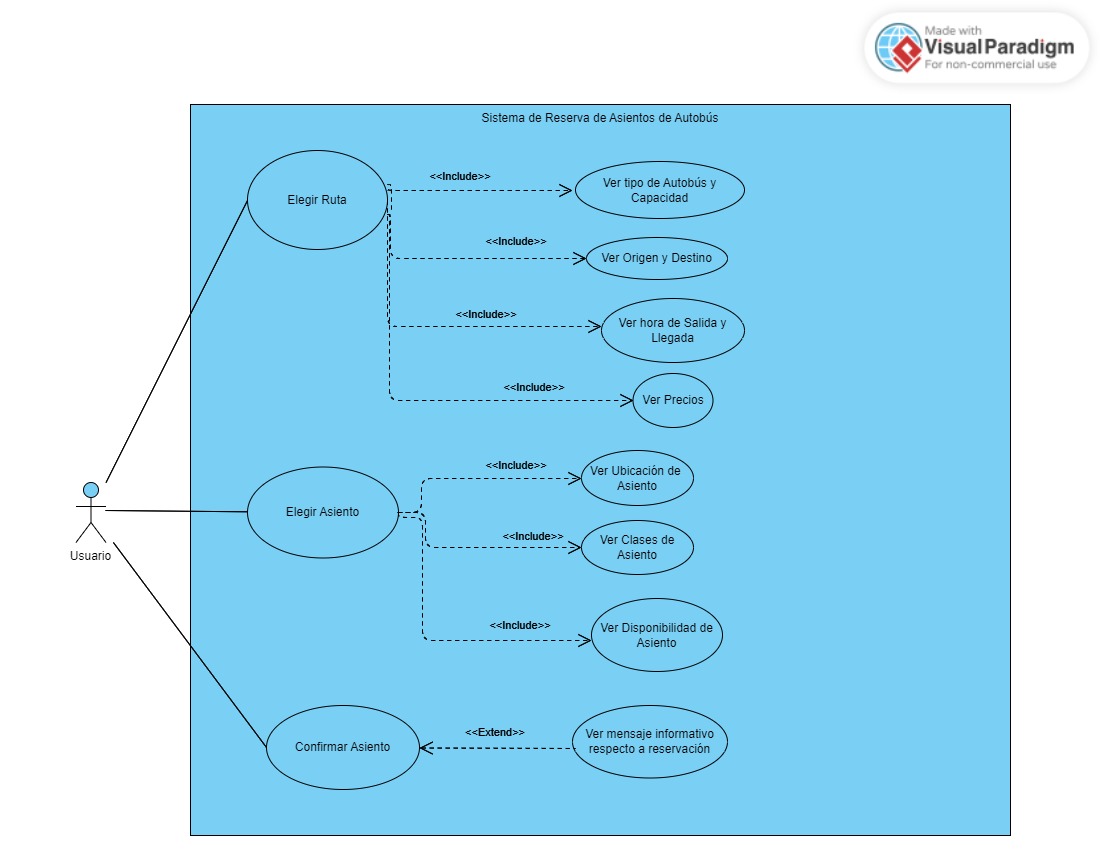 Made with
Visual Paradigm
For non-commercial use
Sistema de Reserva de Asientos de Autobús
Elegir Ruta
<<Include>>
Ver tipo de Autobús y
Capacidad
<<Include>>
Ver Origen y Destino
<<Include>>
Ver hora de Salida y
Llegada
<<Include>>
Ver Precios
Usuario
Elegir Asiento
<<Include>>
Ver Ubicación de
Asiento
<<Include>>
Ver Clases de
Asiento
<<Include>>
Ver Disponibilidad de
Asiento
Confirmar Asiento
<<Extend>>
Ver mensaje informativo
respecto a reservación